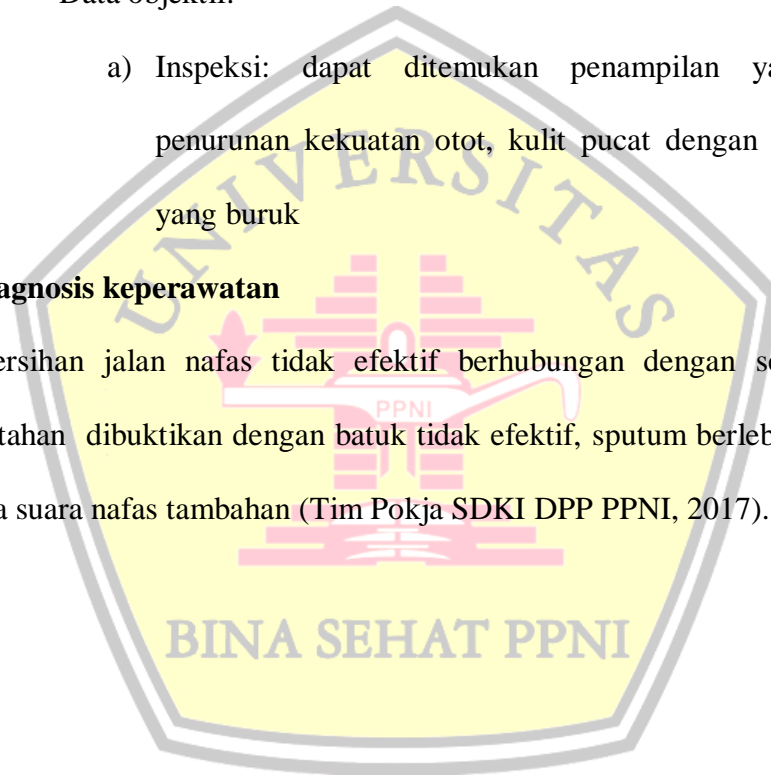 Data objektif:
a) Inspeksi: dapat ditemukan penampilan ya
penurunan kekuatan otot, kulit pucat dengan
yang buruk
agnosis keperawatan
ersihan jalan nafas tidak efektif berhubungan dengan se
tahan dibuktikan dengan batuk tidak efektif, sputum berleb
a suara nafas tambahan (Tim Pokja SDKI DPP PPNI, 2017).
UNIVERSITAS
PPNI
BINA SEHAT PPNI